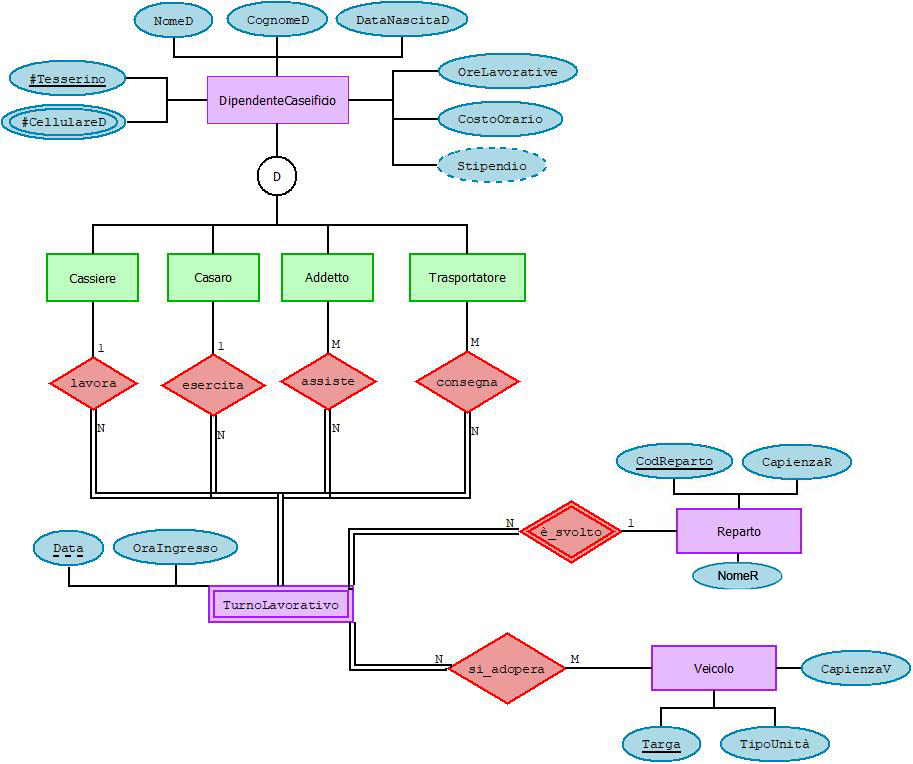 NomeD
CognomeD
DataNascitaD
#Tesserino
#CellulareD
DipendenteCaseificio
OreLavorative
CostoOrario
Stipendio
D
Cassiere
Casaro
Addetto
Trasportatore
1
1
M
M
lavora
esercita
assiste
consegna
N
N
N
N
CodReparto
CapienzaR
N
è_svolto
1
Reparto
NomeR
Data
OraIngresso
TurnoLavorativo
N
si_adopera
M
Veicolo
CapienzaV
Targa
TipoUnità